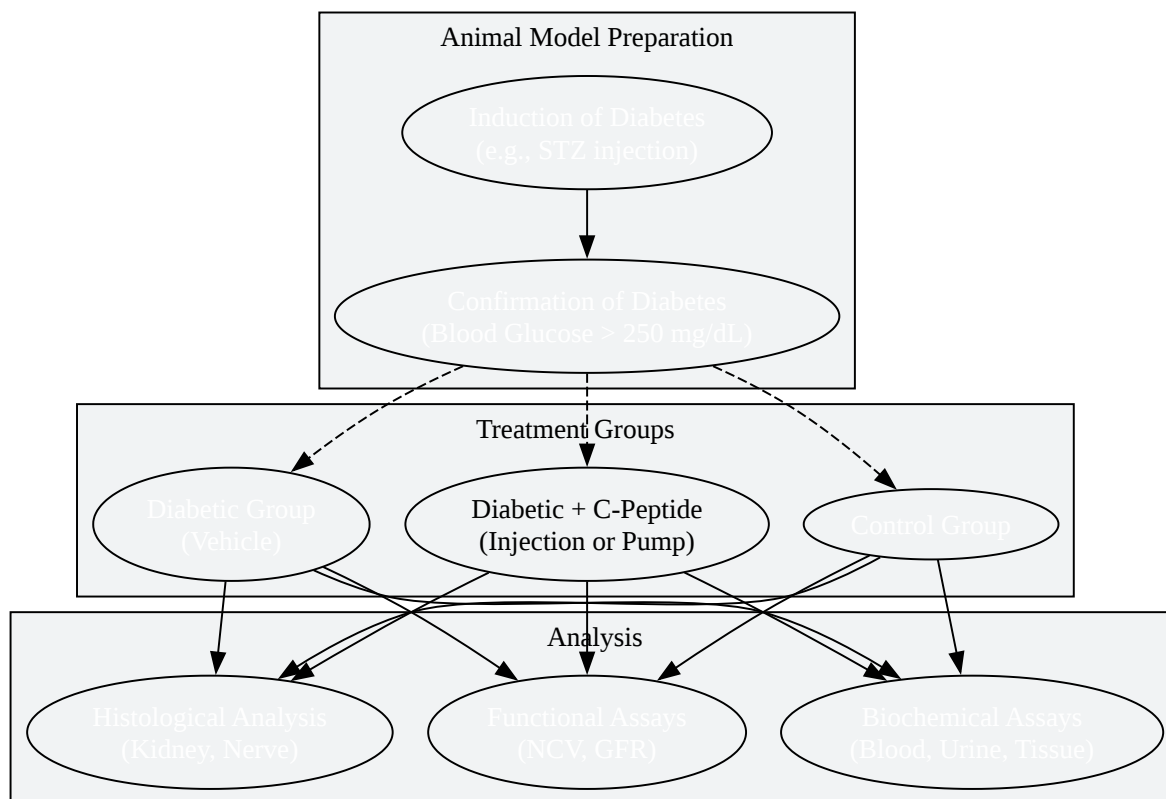 Animal Model Preparation
Induction of Diabetes
(e.g., STZ injection)
Confirmation of Diabetes
(Blood Glucose > 250 mg/dL)
Treatment Groups
Diabetic Group
(Vehicle)
Diabetic + C-Peptide
(Injection or Pump)
Control Group
Analysis
Histological Analysis
(Kidney, Nerve)
Functional Assays
(NCV, GFR)
Biochemical Assays
(Blood, Urine, Tissue)